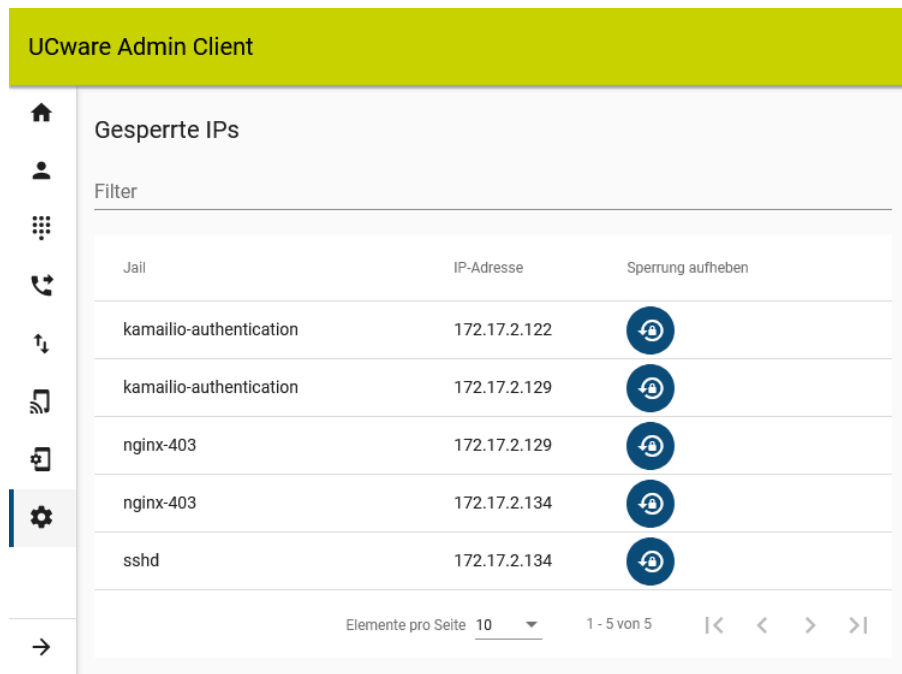 UCware Admin Client
Gesperrte IPs
Filter
Jail IP-Adresse Sperrung aufheben
kamailio-authentication 172.17.2.122
kamailio-authentication 172.17.2.129
nginx-403 172.17.2.129
nginx-403 172.17.2.134
sshd 172.17.2.134
Elemente pro Seite 10 1 - 5 von 5